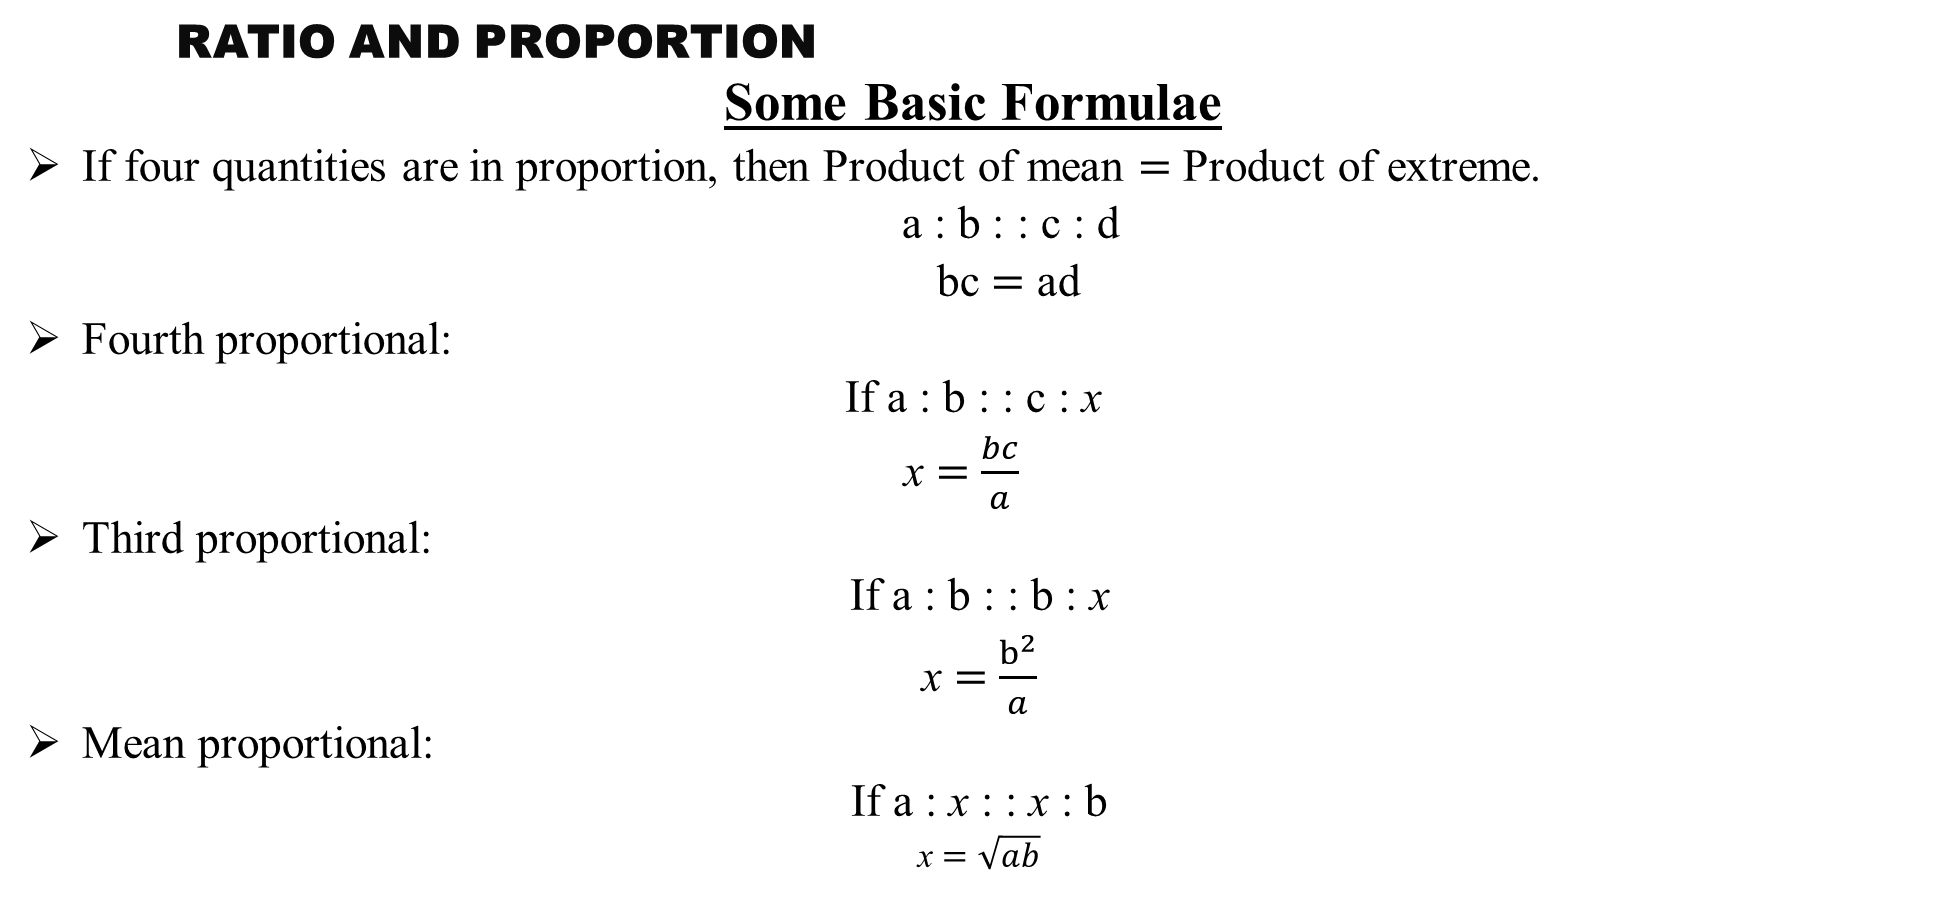 RATIO AND PROPORTION
Some Basic Formulae
➢ If four quantities are in proportion, then Product of mean = Product of extreme.
a : b : : c : d
bc = ad
➢ Fourth proportional:
If a : b : : c : x
x = bc/a
➢ Third proportional:
If a : b : : b : x
x = b²/a
➢ Mean proportional:
If a : x : : x : b
x = √ab